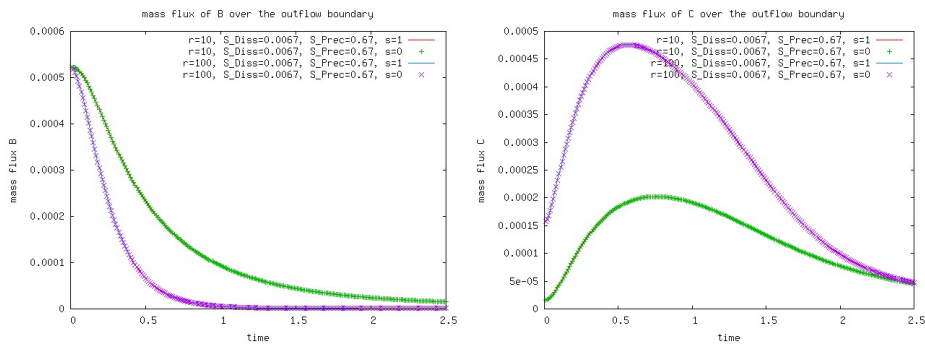 mass flux of B over the outflow boundary
0.0006
0.0005
0.0004
0.0003
0.0002
0.0001
0
mass flux B
r=10, S_Diss=0.0067, S_Prec=0.67, s=1
r=10, S_Diss=0.0067, S_Prec=0.67, s=0
r=100, S_Diss=0.0067, S_Prec=0.67, s=1
r=100, S_Diss=0.0067, S_Prec=0.67, s=0
0 0.5 1 1.5 2 2.5
time
mass flux of C over the outflow boundary
0.0005
0.00045
0.0004
0.00035
0.0003
0.00025
0.0002
0.00015
0.0001
5e-05
0
mass flux C
r=10, S_Diss=0.0067, S_Prec=0.67, s=1
r=10, S_Diss=0.0067, S_Prec=0.67, s=0
r=100, S_Diss=0.0067, S_Prec=0.67, s=1
r=100, S_Diss=0.0067, S_Prec=0.67, s=0
0 0.5 1 1.5 2 2.5
time